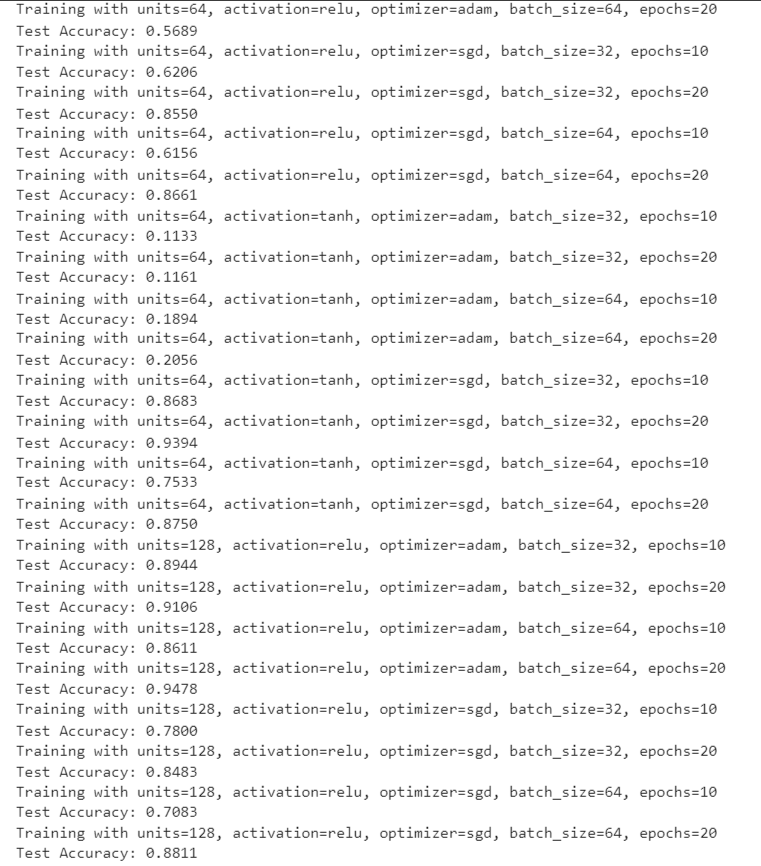 Training with units=64, activation=relu, optimizer=adam, batch_size=64, epochs=20
Test Accuracy: 0.5689
Training with units=64, activation=relu, optimizer=sgd, batch_size=32, epochs=10
Test Accuracy: 0.6206
Training with units=64, activation=relu, optimizer=sgd, batch_size=32, epochs=20
Test Accuracy: 0.8550
Training with units=64, activation=relu, optimizer=sgd, batch_size=64, epochs=10
Test Accuracy: 0.6156
Training with units=64, activation=relu, optimizer=sgd, batch_size=64, epochs=20
Test Accuracy: 0.8661
Training with units=64, activation=tanh, optimizer=adam, batch_size=32, epochs=10
Test Accuracy: 0.1133
Training with units=64, activation=tanh, optimizer=adam, batch_size=32, epochs=20
Test Accuracy: 0.1161
Training with units=64, activation=tanh, optimizer=adam, batch_size=64, epochs=10
Test Accuracy: 0.1894
Training with units=64, activation=tanh, optimizer=adam, batch_size=64, epochs=20
Test Accuracy: 0.2056
Training with units=64, activation=tanh, optimizer=sgd, batch_size=32, epochs=10
Test Accuracy: 0.8683
Training with units=64, activation=tanh, optimizer=sgd, batch_size=32, epochs=20
Test Accuracy: 0.9394
Training with units=64, activation=tanh, optimizer=sgd, batch_size=64, epochs=10
Test Accuracy: 0.7533
Training with units=64, activation=tanh, optimizer=sgd, batch_size=64, epochs=20
Test Accuracy: 0.8750
Training with units=128, activation=relu, optimizer=adam, batch_size=32, epochs=10
Test Accuracy: 0.8944
Training with units=128, activation=relu, optimizer=adam, batch_size=32, epochs=20
Test Accuracy: 0.9106
Training with units=128, activation=relu, optimizer=adam, batch_size=64, epochs=10
Test Accuracy: 0.8611
Training with units=128, activation=relu, optimizer=adam, batch_size=64, epochs=20
Test Accuracy: 0.9478
Training with units=128, activation=relu, optimizer=sgd, batch_size=32, epochs=10
Test Accuracy: 0.7800
Training with units=128, activation=relu, optimizer=sgd, batch_size=32, epochs=20
Test Accuracy: 0.8483
Training with units=128, activation=relu, optimizer=sgd, batch_size=64, epochs=10
Test Accuracy: 0.7083
Training with units=128, activation=relu, optimizer=sgd, batch_size=64, epochs=20
Test Accuracy: 0.8811